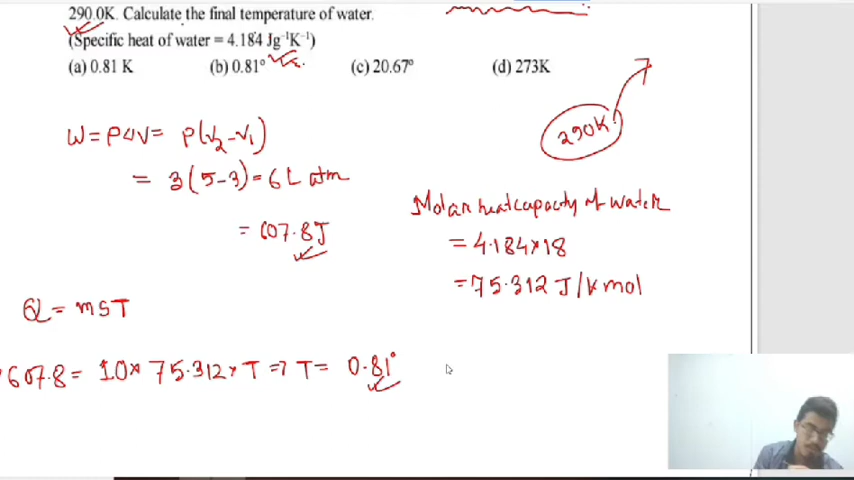 290.0K. Calculate the final temperature of water.
(Specific heat of water = 4.184 Jg⁻¹K⁻¹)
(a) 0.81 K (b) 0.81° (c) 20.67° (d) 273K
290K
W = PΔV = P(V₂-V₁)
= 3(5-3) = 6 L atm
= 607.8J
Molar heat capacity of water
= 4.184×18
= 75.312 J/K mol
Q = mST
607.8 = 10 × 75.312 × T ⇒ T = 0.81°